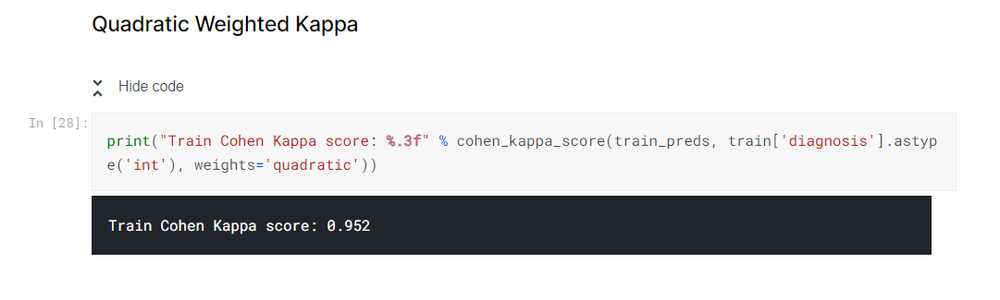 Quadratic Weighted Kappa
Hide code
In [28]:
print("Train Cohen Kappa score: %.3f" % cohen_kappa_score(train_preds, train['diagnosis'].astyp
e('int'), weights='quadratic'))
Train Cohen Kappa score: 0.952